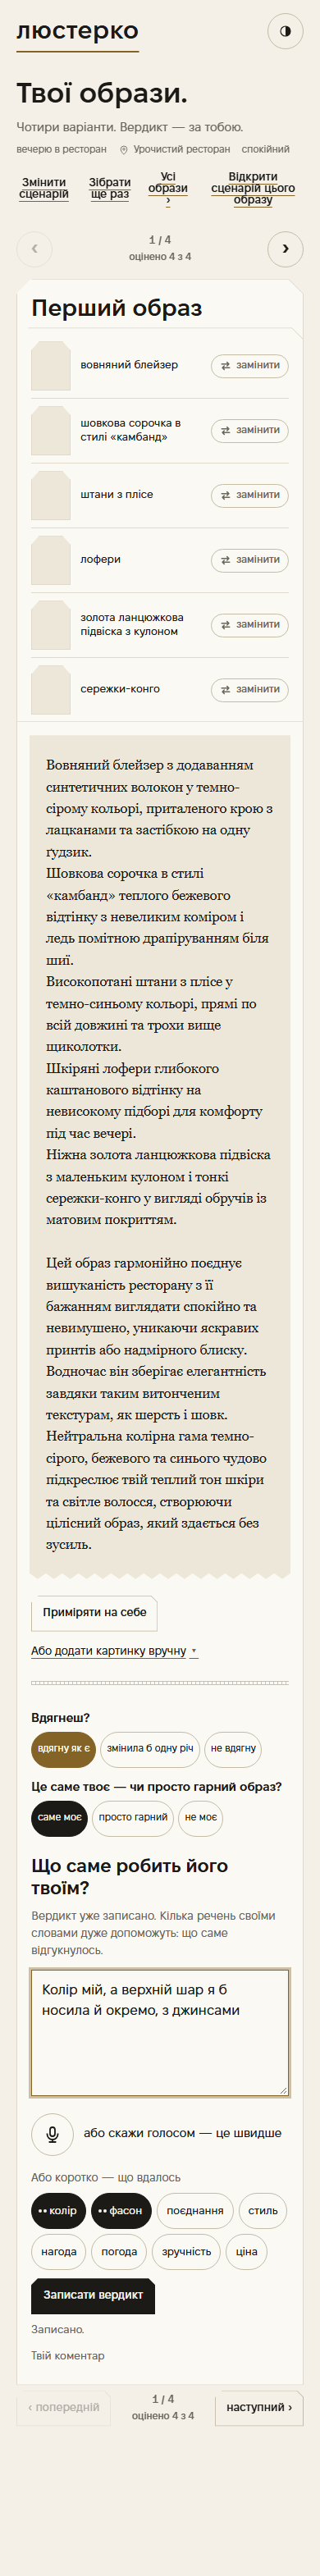 люстерко
Твої образи.
Чотири варіанти. Вердикт — за тобою.
вечерю в ресторан Урочистий ресторан спокійний
Змінити сценарій
Зібрати ще раз
Усі образи ›
Відкрити сценарій цього образу
‹
1 / 4
оцінено 4 з 4
›
Перший образ
вовняний блейзер
замінити
шовкова сорочка в
стилі «камбанд»
замінити
штани з плісе
замінити
лофери
замінити
золота ланцюжкова
підвіска з кулоном
замінити
сережки-конго
замінити
Вовняний блейзер з додаванням
синтетичних волокон у темно-
сірому кольорі, приталеного крою з
лацканами та застібкою на одну
ґудзик.
Шовкова сорочка в стилі
«камбанд» теплого бежевого
відтінку з невеликим коміром і
ледь помітною драпіруванням біля
шиї.
Високопотані штани з плісе у
темно-синьому кольорі, прямі по
всій довжині та трохи вище
щиколотки.
Шкіряні лофери глибокого
каштанового відтінку на
невисокому підборі для комфорту
під час вечері.
Ніжна золота ланцюжкова підвіска
з маленьким кулоном і тонкі
сережки-конго у вигляді обручів із
матовим покриттям.
Цей образ гармонійно поєднує
вишуканість ресторану з її
бажанням виглядати спокійно та
невимушено, уникаючи яскравих
принтів або надмірного блиску.
Водночас він зберігає елегантність
завдяки таким витонченим
текстурам, як шерсть і шовк.
Нейтральна колірна гама темно-
сірого, бежевого та синього чудово
підкреслює твій теплий тон шкіри
та світле волосся, створюючи
цілісний образ, який здається без
зусиль.
Приміряти на себе
Або додати картинку вручну
Вдягнеш?
вдягну як є змінила б одну річ не вдягну
Це саме твоє — чи просто гарний образ?
саме моє просто гарний не моє
Що саме робить його
твоїм?
Вердикт уже записано. Кілька речень своїми
словами дуже допоможуть: що саме
відгукнулось.
Колір мій, а верхній шар я б
носила й окремо, з джинсами
або скажи голосом — це швидше
Або коротко — що вдалось
колір фасон поєднання стиль
нагода погода зручність ціна
Записати вердикт
Записано.
Твій коментар
‹ попередній
1 / 4
оцінено 4 з 4
наступний ›